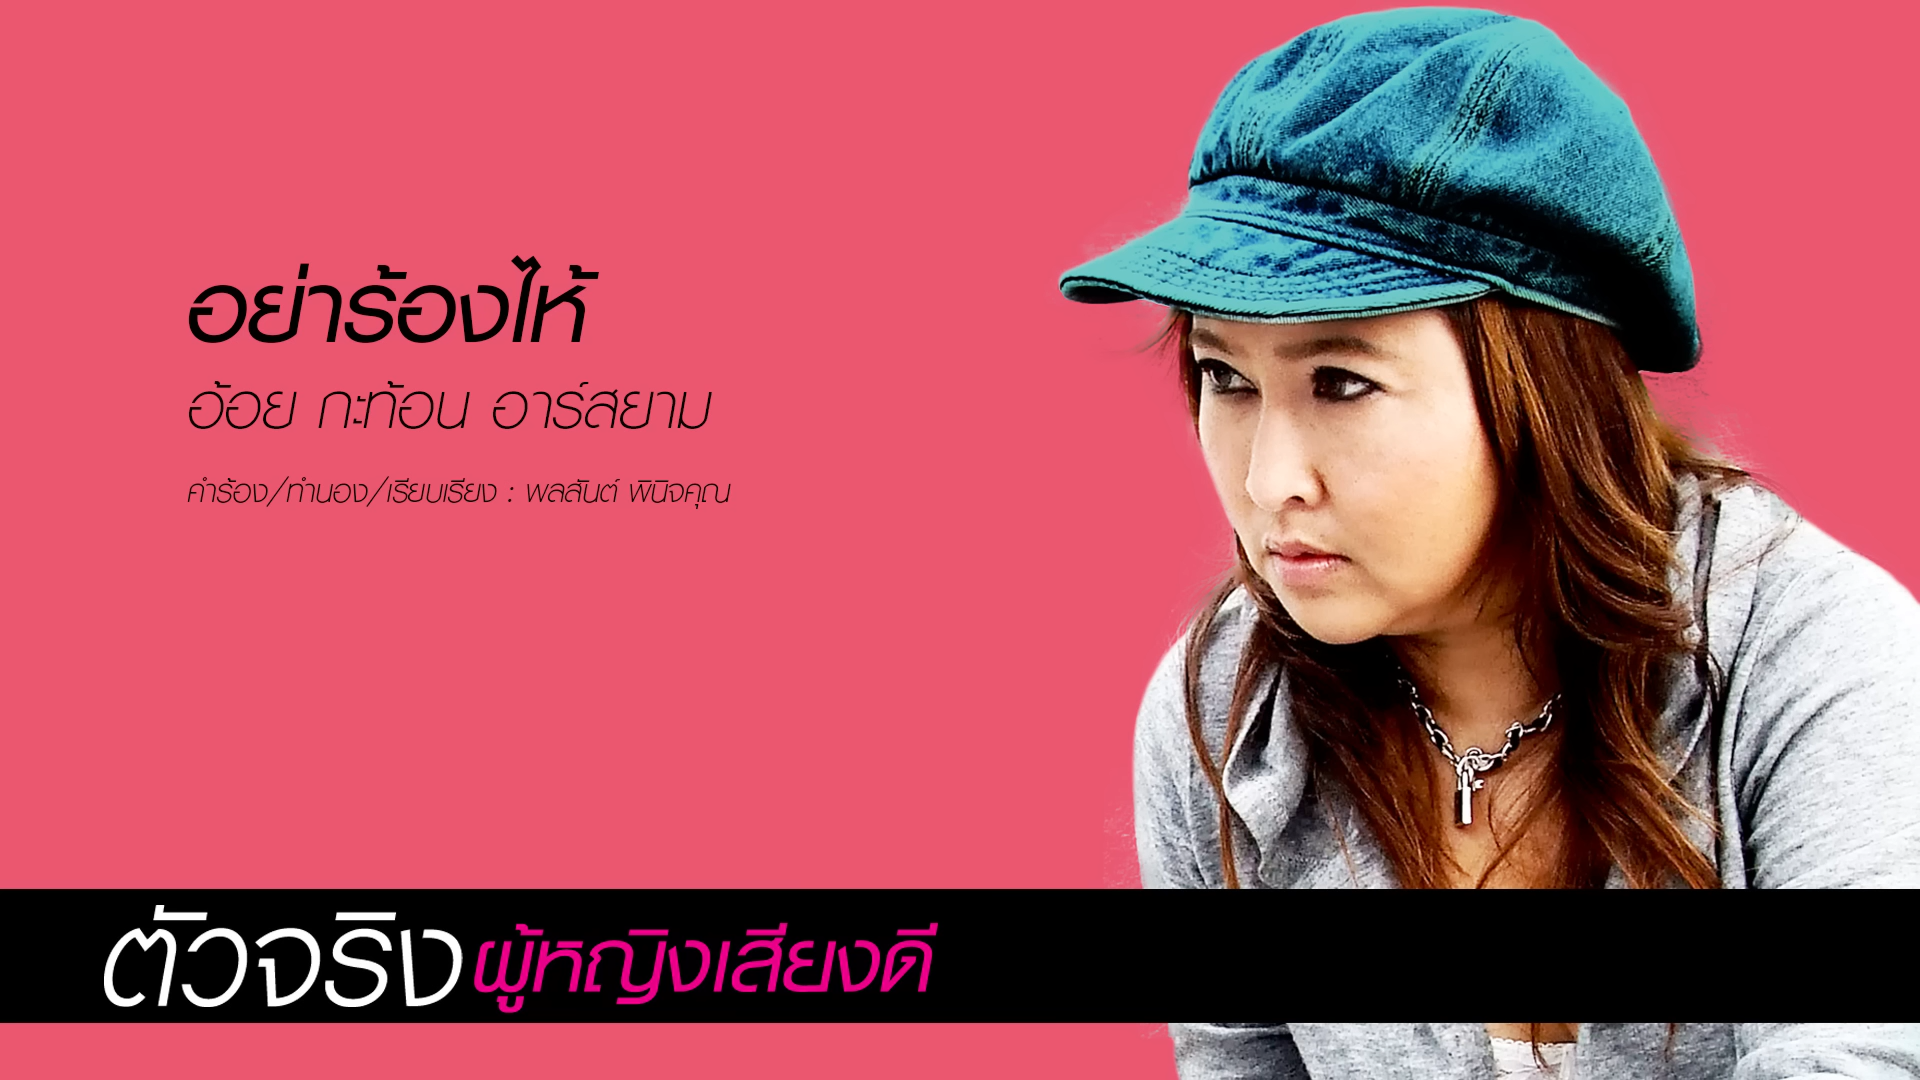 อย่าร้องไห้
อ้อย กะท้อน อาร์สยาม
คำร้อง/ทำนอง/เรียบเรียง : พลสันต์ พินิจคุณ
ตัวจริง ผู้หญิงเสียงดี